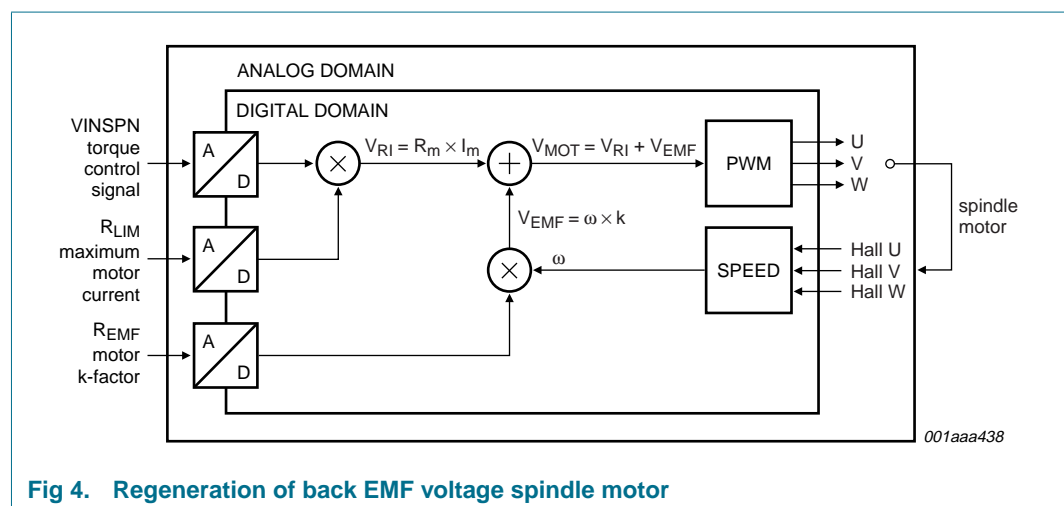 ANALOG DOMAIN
DIGITAL DOMAIN
VINSPN
torque
control
signal
A
D
V_RI = R_m × I_m
V_MOT = V_RI + V_EMF
PWM
U
V
W
R_LIM
maximum
motor
current
A
D
V_EMF = ω × k
ω
SPEED
Hall U
Hall V
Hall W
spindle
motor
R_EMF
motor
k-factor
A
D
×
+
×
001aaa438
Fig 4. Regeneration of back EMF voltage spindle motor